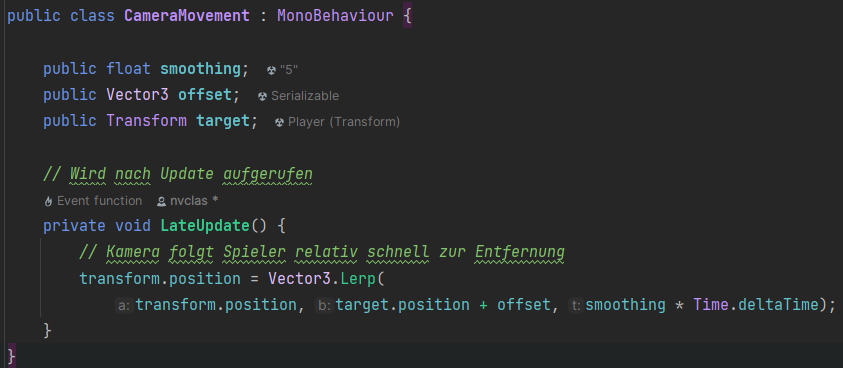 public class CameraMovement : MonoBehaviour {
public float smoothing; "5"
public Vector3 offset; Serializable
public Transform target; Player (Transform)
// Wird nach Update aufgerufen
Event function nvclas *
private void LateUpdate() {
// Kamera folgt Spieler relativ schnell zur Entfernung
transform.position = Vector3.Lerp(
a: transform.position, b: target.position + offset, t: smoothing * Time.deltaTime);
}
}